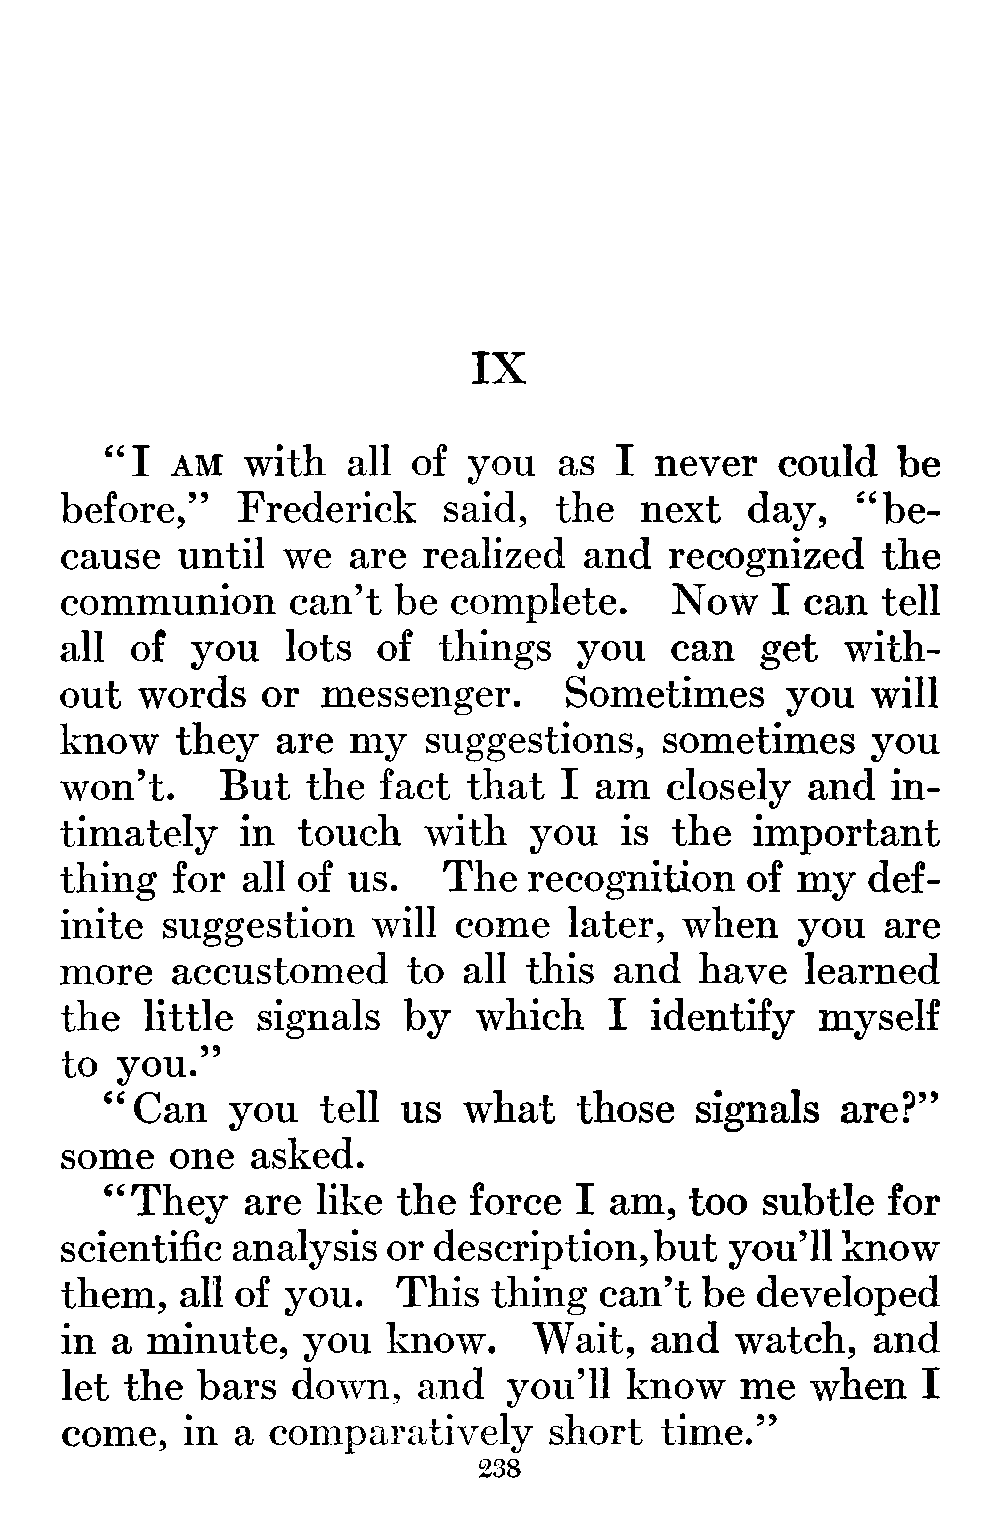 IX
“I AM with all of you as I never could be
before,” Frederick said, the next day, “be-
cause until we are realized and recognized the
communion can’t be complete. Now I can tell
all of you lots of things you can get with-
out words or messenger. Sometimes you will
know they are my suggestions, sometimes you
won’t. But the fact that I am closely and in-
timately in touch with you is the important
thing for all of us. The recognition of my def-
inite suggestion will come later, when you are
more accustomed to all this and have learned
the little signals by which I identify myself
to you.”
“Can you tell us what those signals are?”
some one asked.
“They are like the force I am, too subtle for
scientific analysis or description, but you’ll know
them, all of you. This thing can’t be developed
in a minute, you know. Wait, and watch, and
let the bars down, and you’ll know me when I
come, in a comparatively short time.”
238